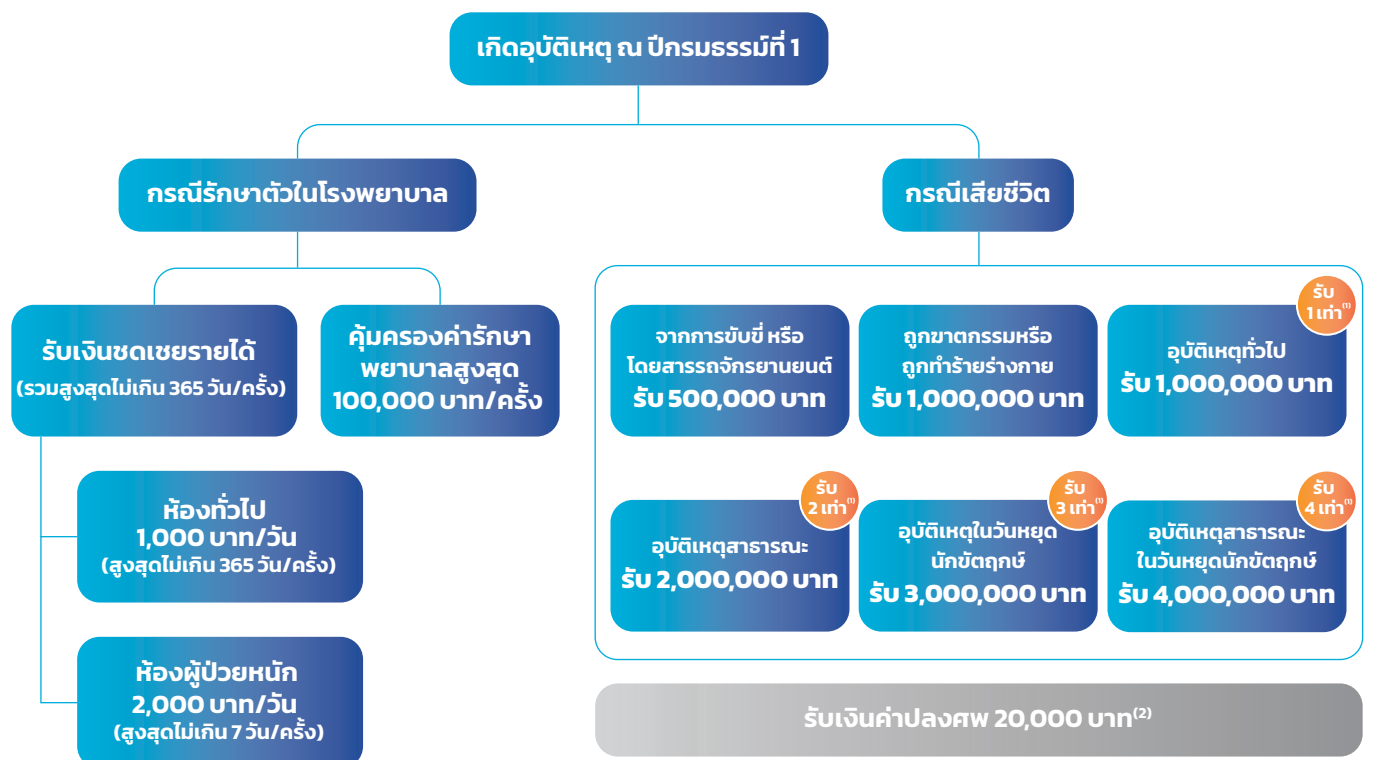 เกิดอุบัติเหตุ ณ ปีกรมธรรม์ที่ 1
กรณีรักษาตัวในโรงพยาบาล
รับเงินชดเชยรายได้
(รวมสูงสุดไม่เกิน 365 วัน/ครั้ง)
คุ้มครองค่ารักษา
พยาบาลสูงสุด
100,000 บาท/ครั้ง
ห้องทั่วไป
1,000 บาท/วัน
(สูงสุดไม่เกิน 365 วัน/ครั้ง)
ห้องผู้ป่วยหนัก
2,000 บาท/วัน
(สูงสุดไม่เกิน 7 วัน/ครั้ง)
กรณีเสียชีวิต
จากการขับขี่ หรือ
โดยสารรถจักรยานยนต์
รับ 500,000 บาท
ถูกฆาตกรรมหรือ
ถูกทำร้ายร่างกาย
รับ 1,000,000 บาท
รับ
1 เท่า⁽¹⁾
อุบัติเหตุทั่วไป
รับ 1,000,000 บาท
รับ
2 เท่า⁽¹⁾
อุบัติเหตุสาธารณะ
รับ 2,000,000 บาท
รับ
3 เท่า⁽¹⁾
อุบัติเหตุในวันหยุด
นักขัตฤกษ์
รับ 3,000,000 บาท
รับ
4 เท่า⁽¹⁾
อุบัติเหตุสาธารณะ
ในวันหยุดนักขัตฤกษ์
รับ 4,000,000 บาท
รับเงินค่าปลงศพ 20,000 บาท⁽²⁾